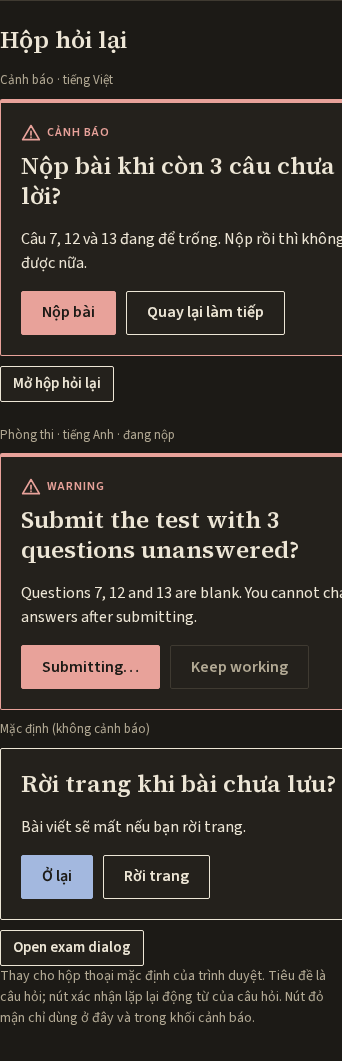 Hộp hỏi lại
Cảnh báo · tiếng Việt
CẢNH BÁO
Nộp bài khi còn 3 câu chưa
lời?
Câu 7, 12 và 13 đang để trống. Nộp rồi thì không
được nữa.
Nộp bài
Quay lại làm tiếp
Mở hộp hỏi lại
Phòng thi · tiếng Anh · đang nộp
WARNING
Submit the test with 3
questions unanswered?
Questions 7, 12 and 13 are blank. You cannot cha
answers after submitting.
Submitting…
Keep working
Mặc định (không cảnh báo)
Rời trang khi bài chưa lưu?
Bài viết sẽ mất nếu bạn rời trang.
Ở lại
Rời trang
Open exam dialog
Thay cho hộp thoại mặc định của trình duyệt. Tiêu đề là
câu hỏi; nút xác nhận lặp lại động từ của câu hỏi. Nút đỏ
mận chỉ dùng ở đây và trong khối cảnh báo.